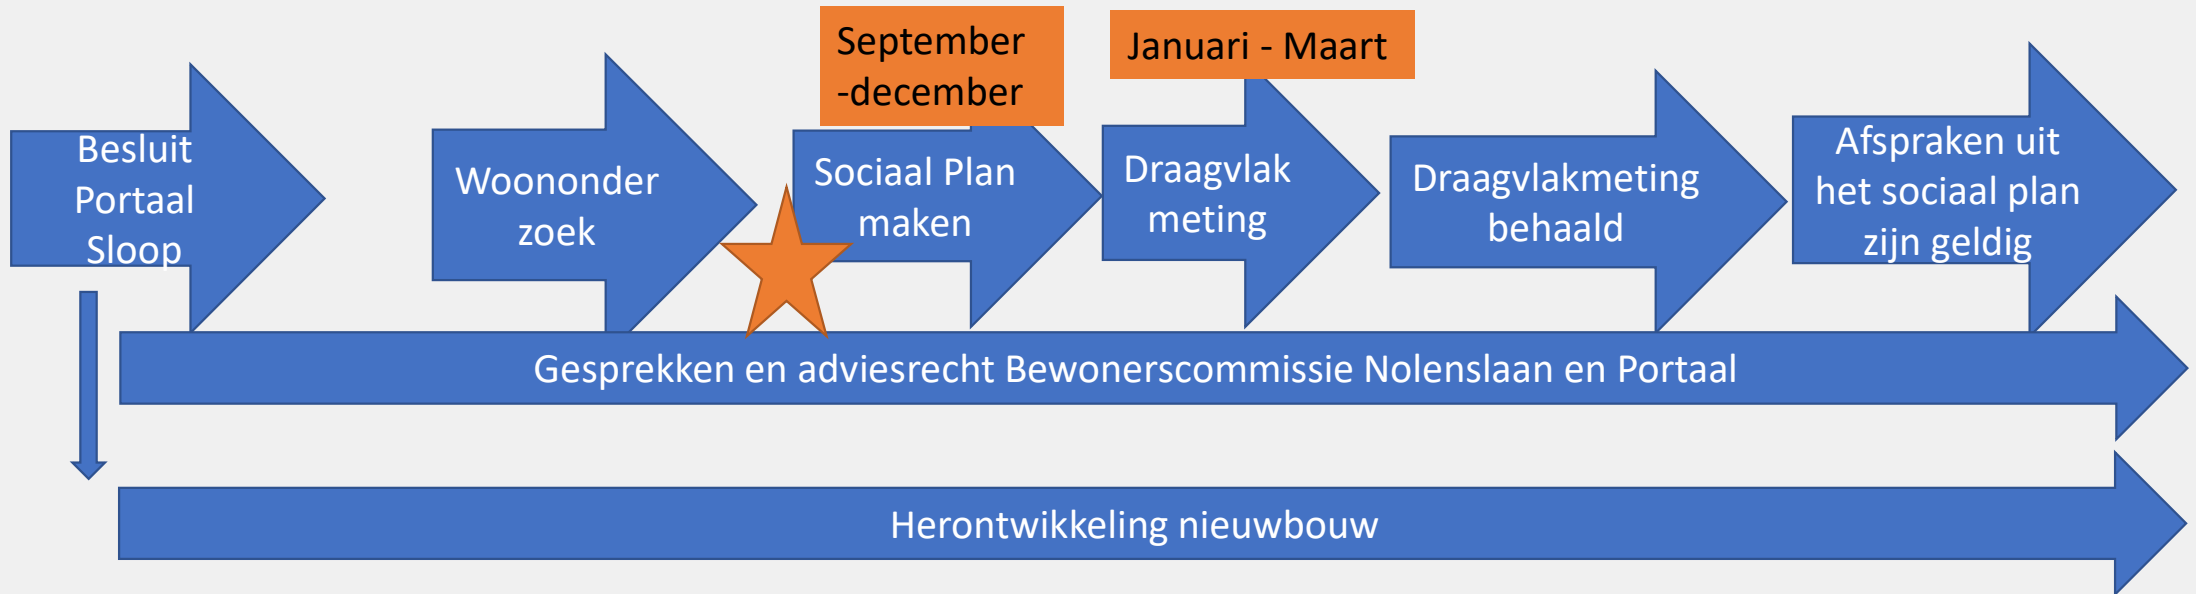 September
-december
Januari - Maart
Besluit
Portaal
Sloop
Woononder
zoek
Sociaal Plan
maken
Draagvlak
meting
Draagvlakmeting
behaald
Afspraken uit
het sociaal plan
zijn geldig
Gesprekken en adviesrecht Bewonerscommissie Nolenslaan en Portaal
Herontwikkeling nieuwbouw